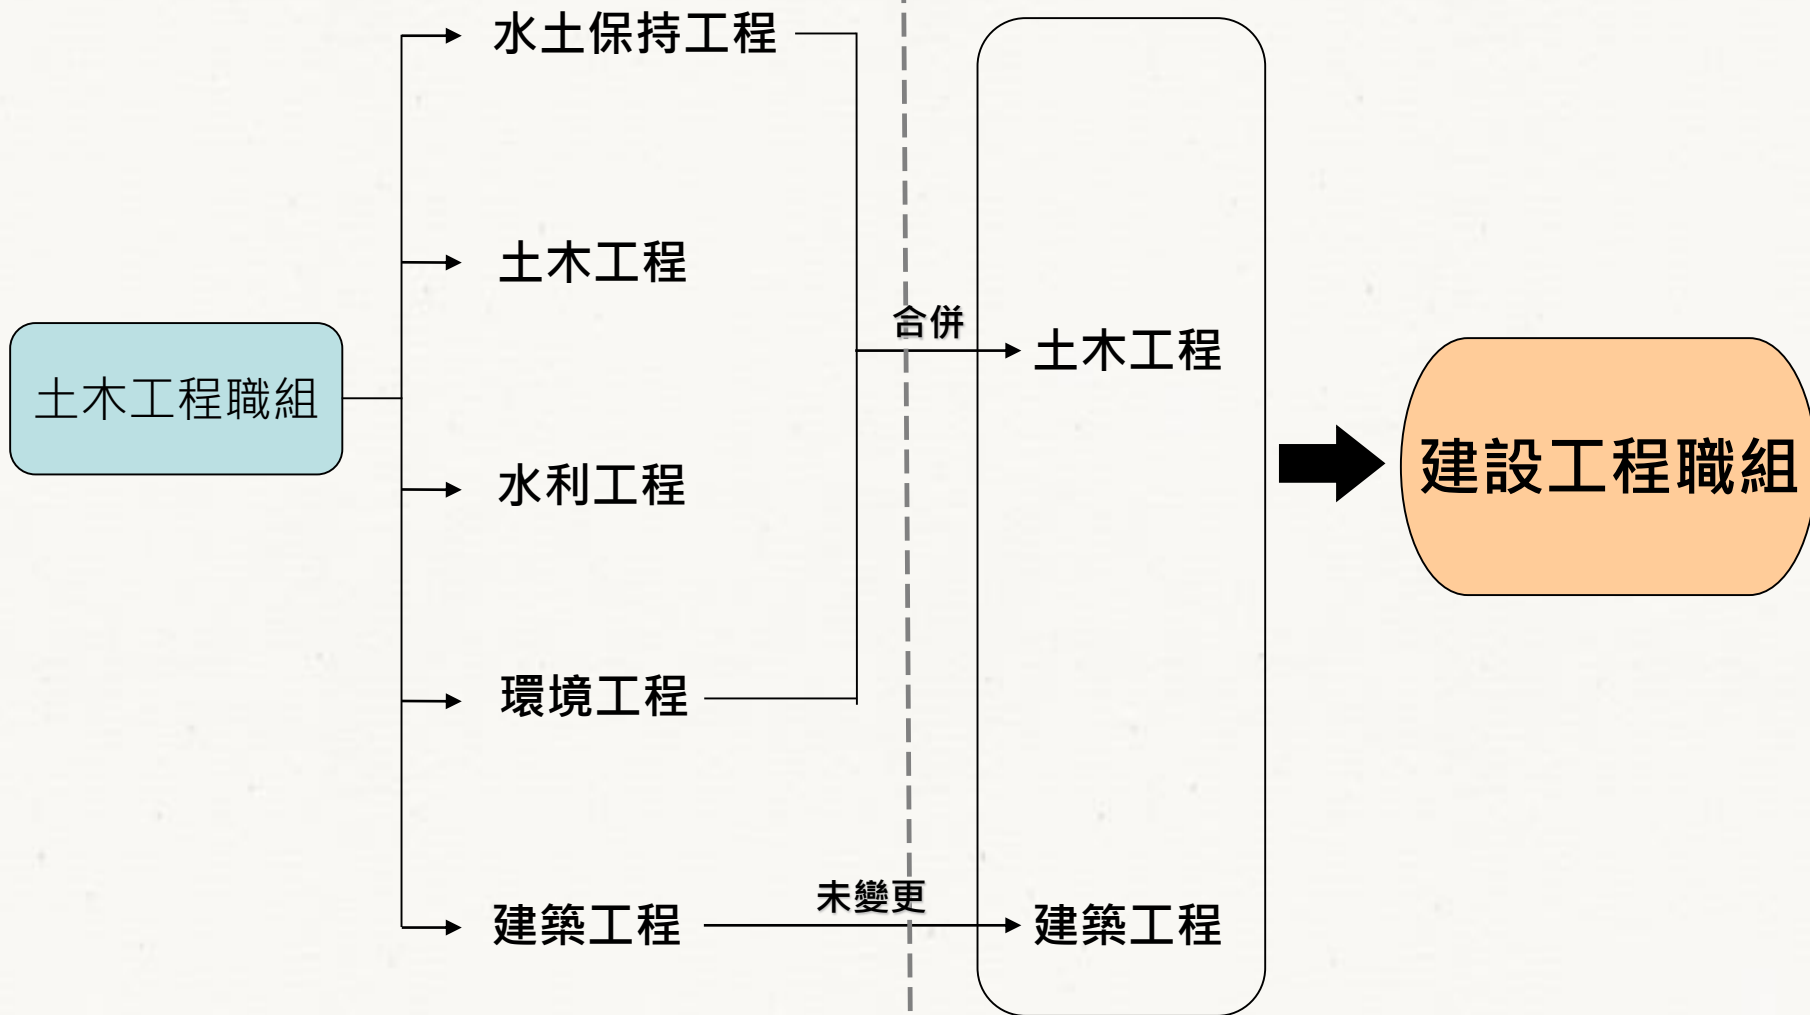 水土保持工程
土木工程
合併
土木工程
土木工程職組
建設工程職組
水利工程
環境工程
未變更
建築工程
建築工程